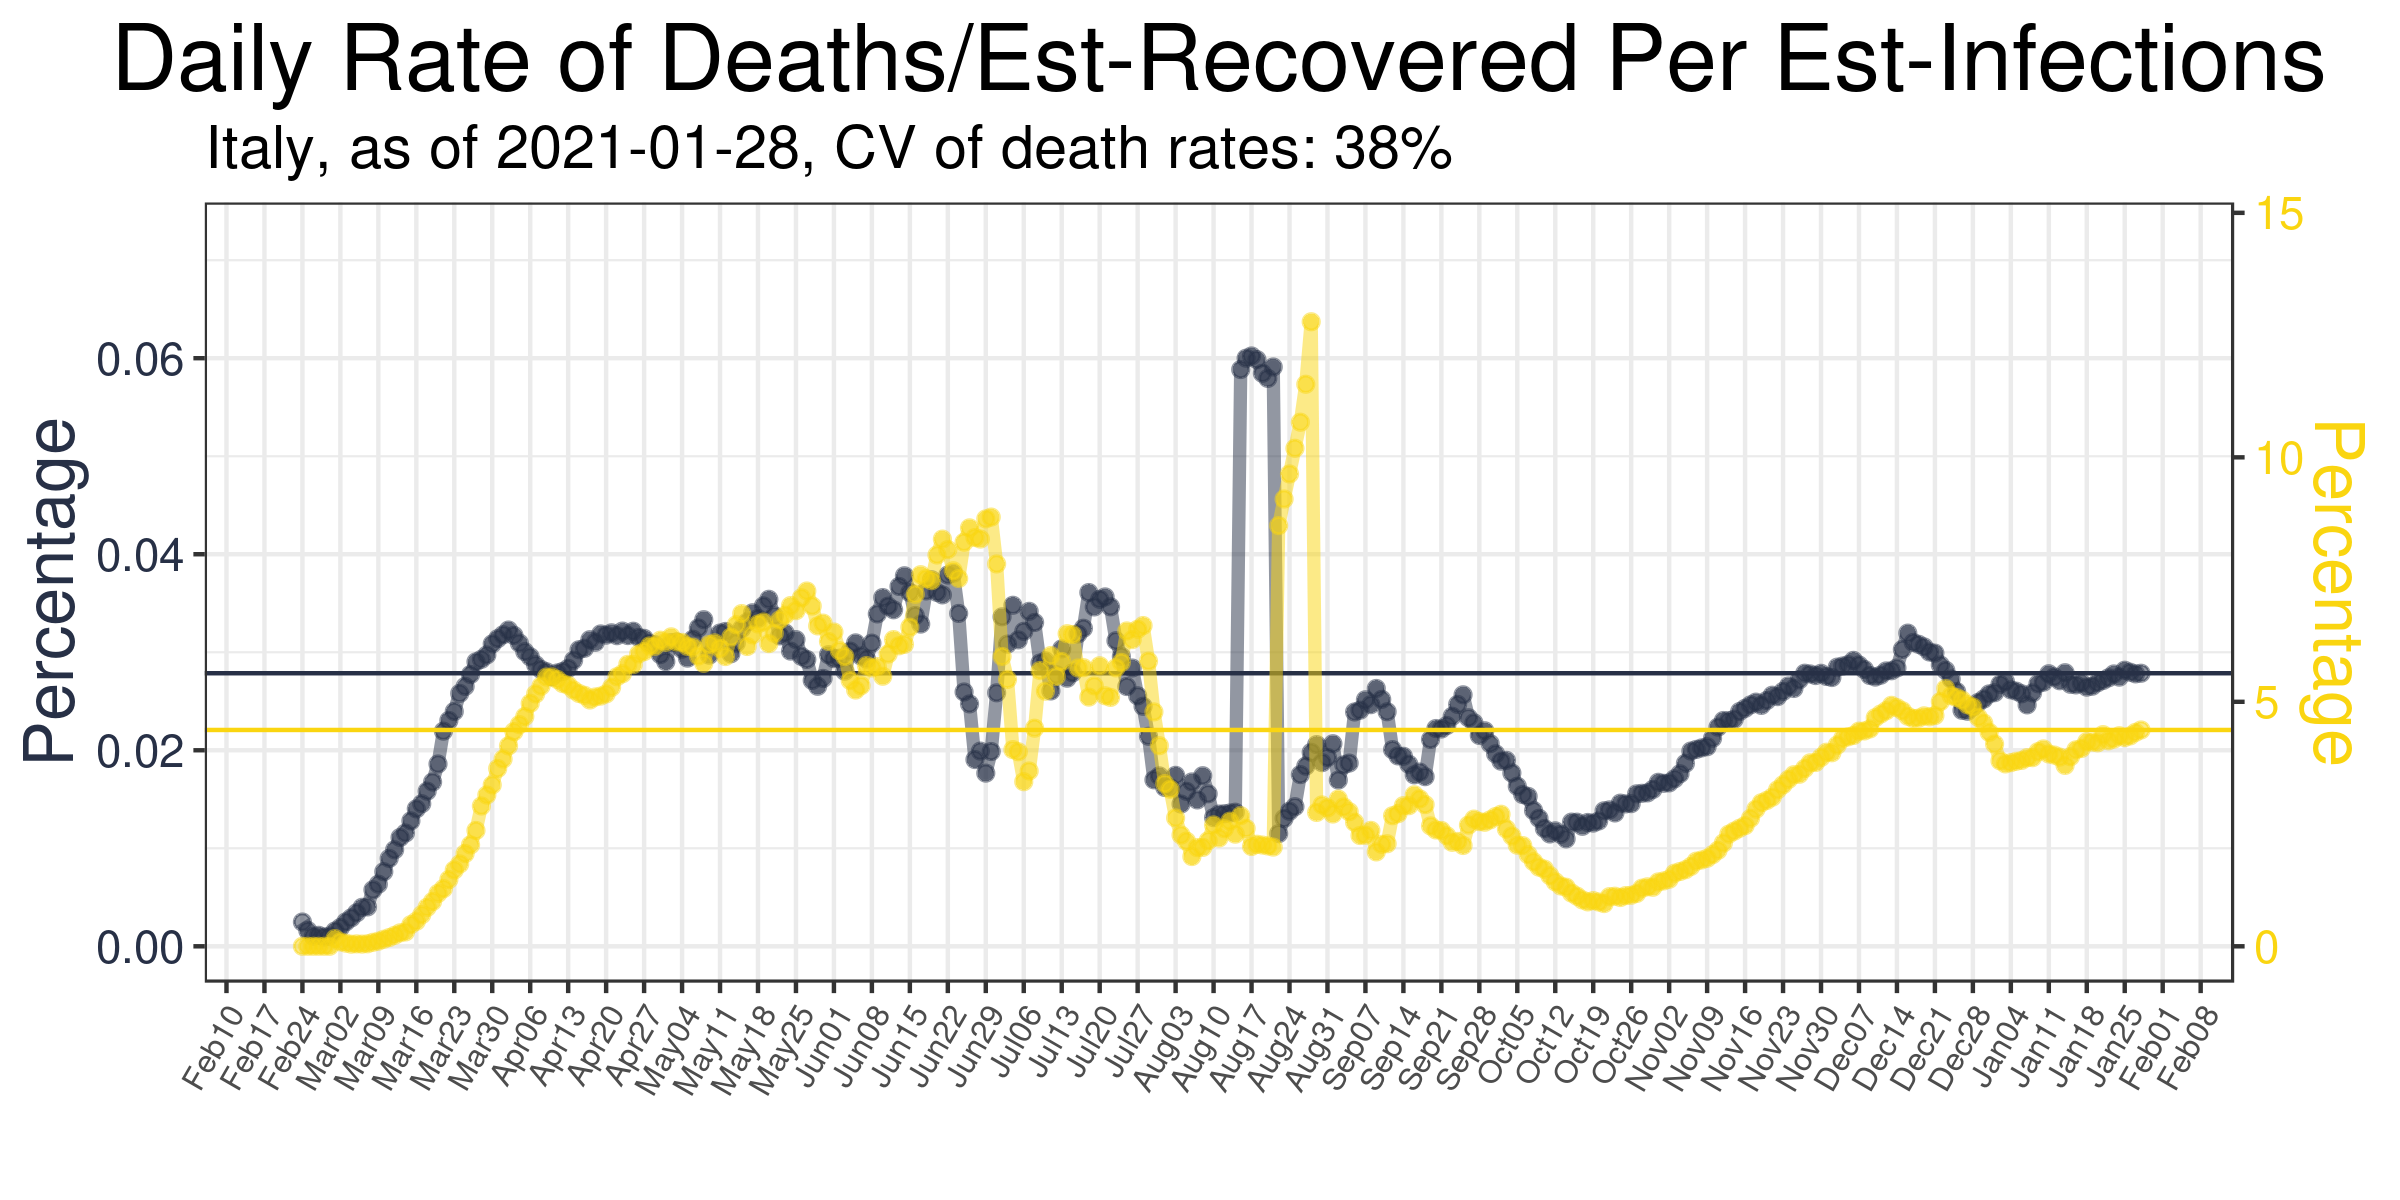 Daily Rate of Deaths/Est-Recovered Per Est-Infections
Italy, as of 2021-01-28, CV of death rates: 38%
Percentage
0.06
0.04
0.02
0.00
15
10
5
0
Percentage
Feb10
Feb17
Feb24
Mar02
Mar09
Mar16
Mar23
Mar30
Apr06
Apr13
Apr20
Apr27
May04
May11
May18
May25
Jun01
Jun08
Jun15
Jun22
Jun29
Jul06
Jul13
Jul20
Jul27
Aug03
Aug10
Aug17
Aug24
Aug31
Sep07
Sep14
Sep21
Sep28
Oct05
Oct12
Oct19
Oct26
Nov02
Nov09
Nov16
Nov23
Nov30
Dec07
Dec14
Dec21
Dec28
Jan04
Jan11
Jan18
Jan25
Feb01
Feb08